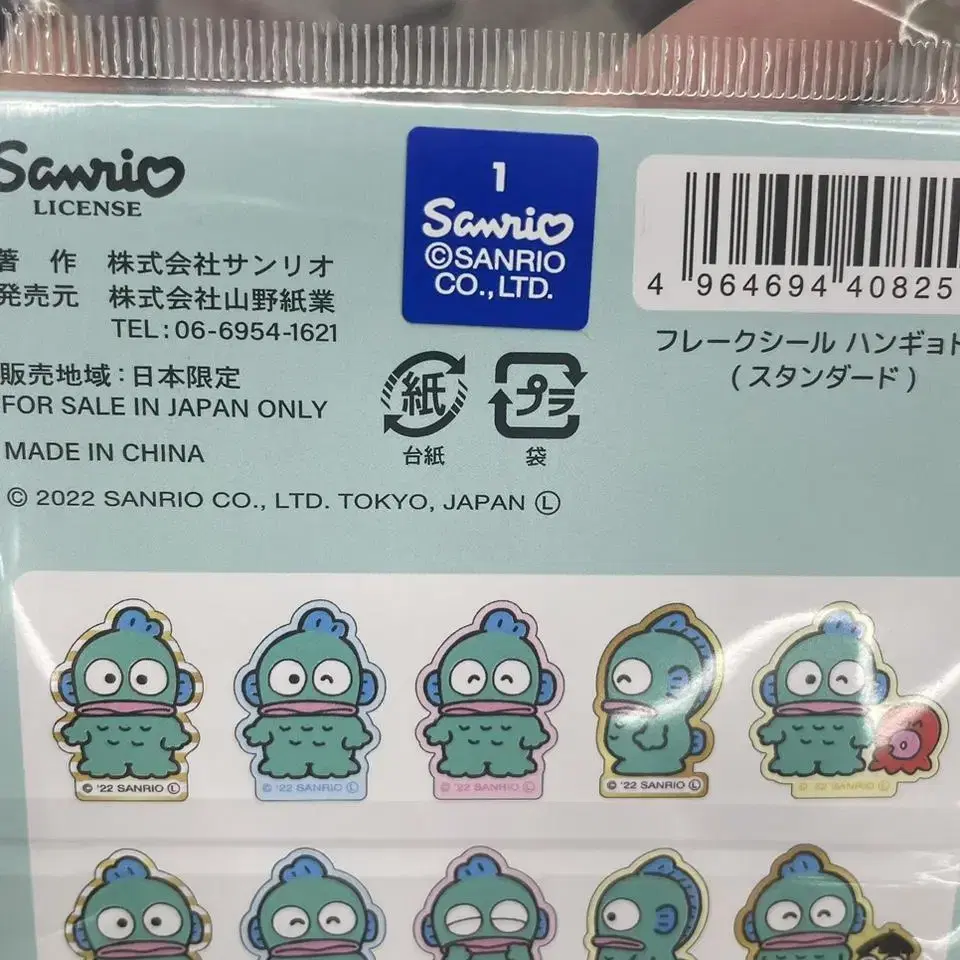 Sanrio
LICENSE
著 作 株式会社サンリオ
発売元 株式会社山野紙業
TEL:06-6954-1621
販売地域:日本限定
FOR SALE IN JAPAN ONLY
MADE IN CHINA
© 2022 SANRIO CO., LTD. TOKYO, JAPAN Ⓛ
1
Sanrio
©SANRIO
CO.,LTD.
紙
台紙
プラ
袋
4 964694 40825
フレークシール ハンギョド
(スタンダード)
© '22 SANRIO Ⓛ
© '22 SANRIO Ⓛ
© '22 SANRIO Ⓛ
© '22 SANRIO Ⓛ
© '22 SANRIO Ⓛ